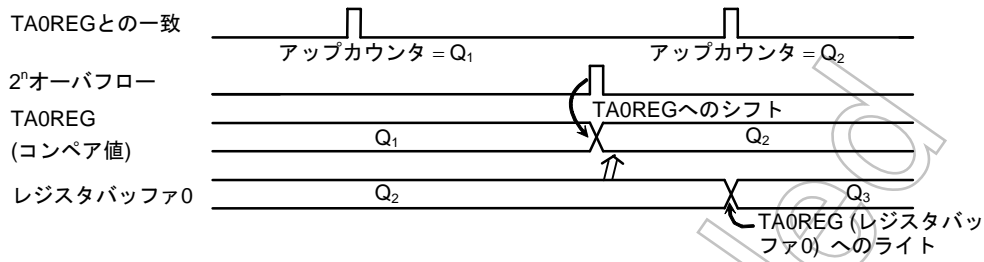 TA0REGとの一致
アップカウンタ = Q1
アップカウンタ = Q2
2nオーバフロー
TA0REGへのシフト
TA0REG
(コンペア値)
Q1
Q2
レジスタバッファ0
Q2
Q3
TA0REG (レジスタバッ
ファ0) へのライト